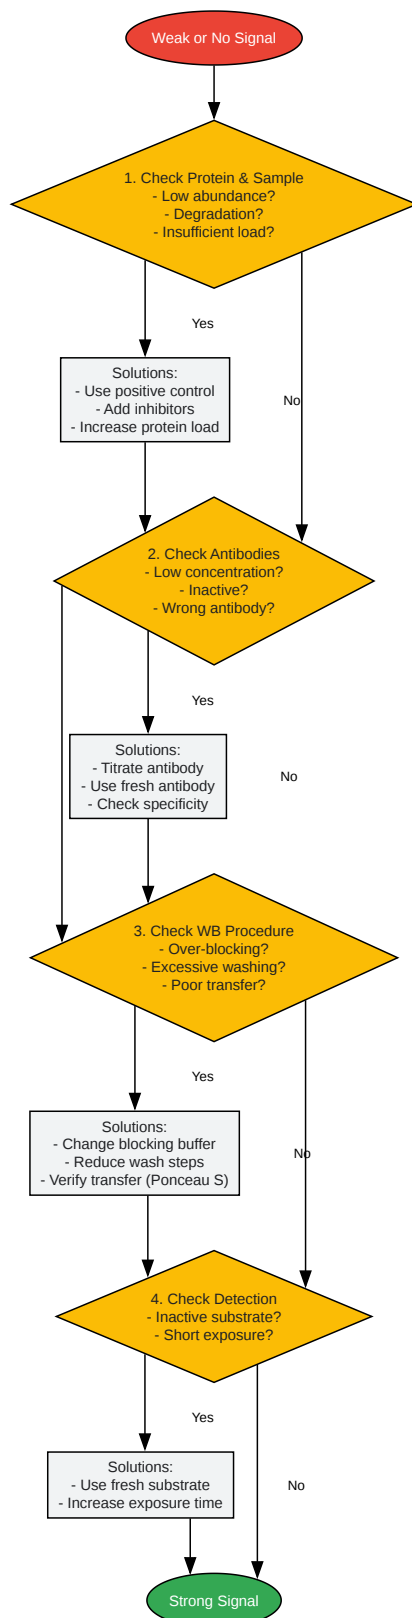 Weak or No Signal
1. Check Protein & Sample
- Low abundance?
- Degradation?
- Insufficient load?
Yes
Solutions:
- Use positive control
- Add inhibitors
- Increase protein load
No
2. Check Antibodies
- Low concentration?
- Inactive?
- Wrong antibody?
Yes
Solutions:
- Titrate antibody
- Use fresh antibody
- Check specificity
No
3. Check WB Procedure
- Over-blocking?
- Excessive washing?
- Poor transfer?
Yes
Solutions:
- Change blocking buffer
- Reduce wash steps
- Verify transfer (Ponceau S)
No
4. Check Detection
- Inactive substrate?
- Short exposure?
Yes
Solutions:
- Use fresh substrate
- Increase exposure time
No
Strong Signal